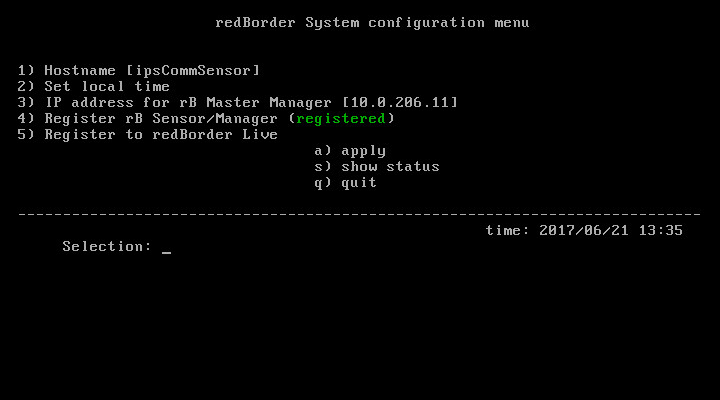 redBorder System configuration menu
1) Hostname [ipsCommSensor]
2) Set local time
3) IP address for rB Master Manager [10.0.206.11]
4) Register rB Sensor/Manager (registered)
5) Register to redBorder Live
a) apply
s) show status
q) quit
----------------------------------------------------------------------------
time: 2017/06/21 13:35
Selection: _